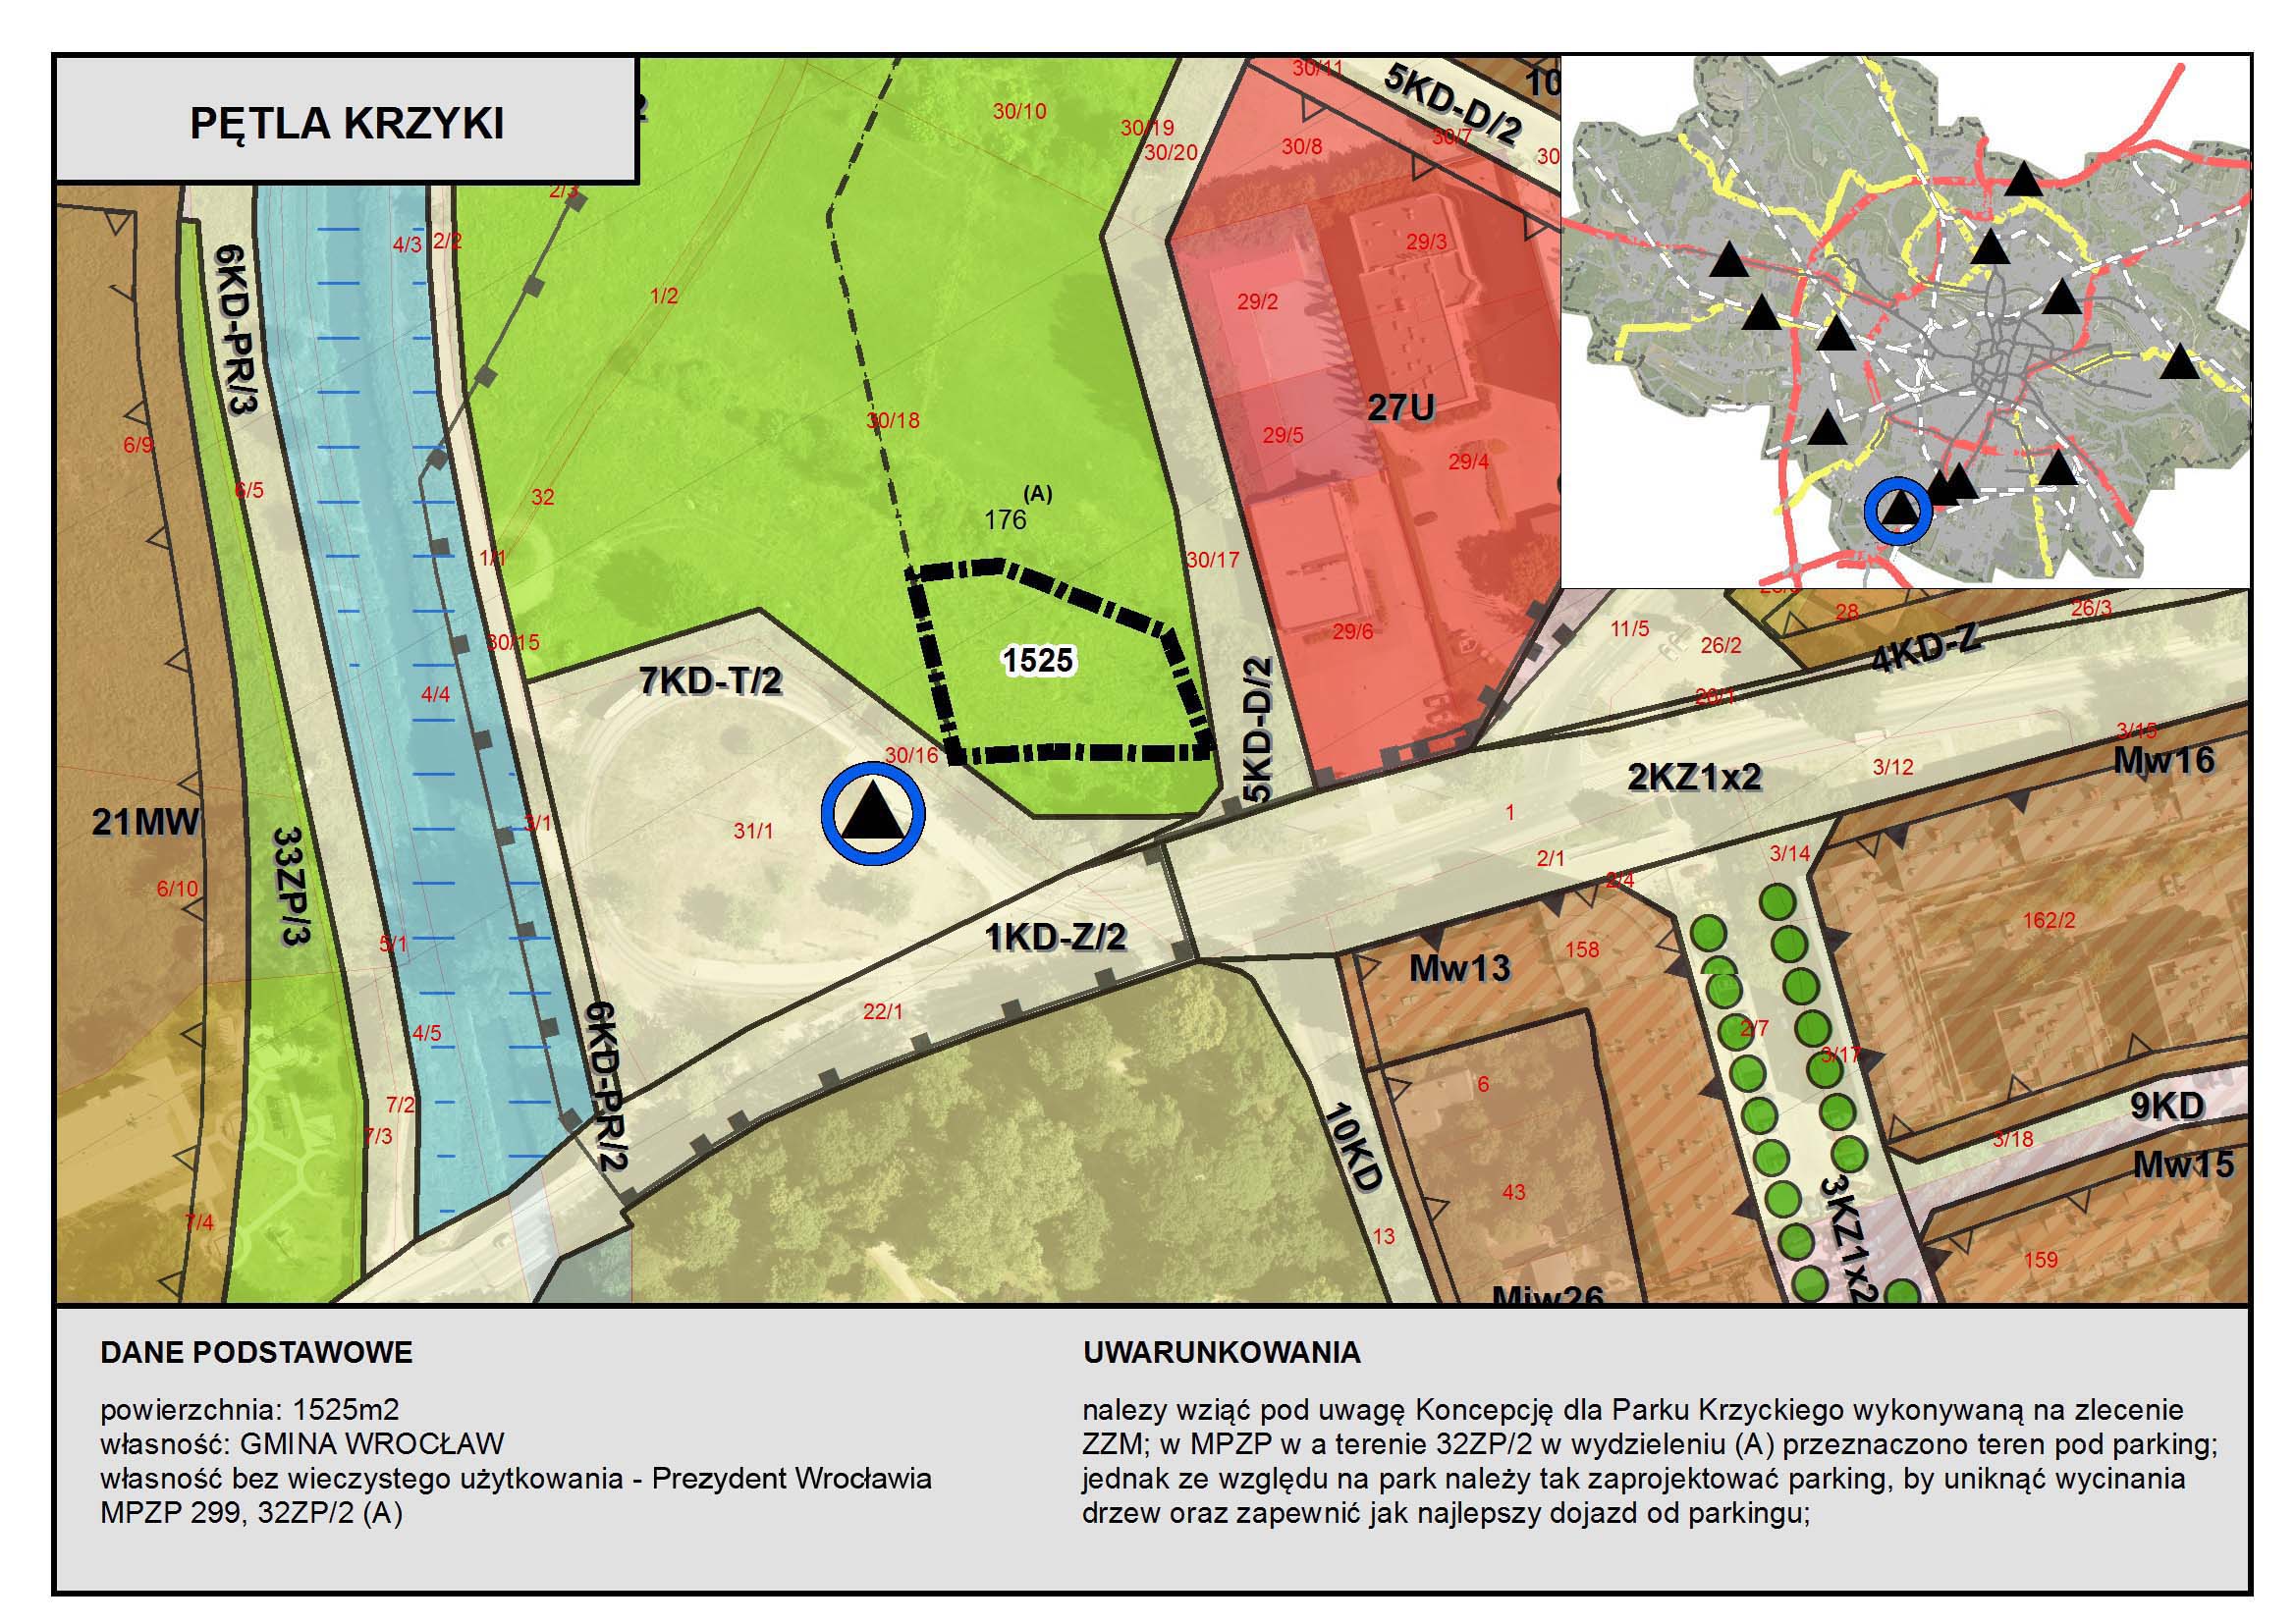 PĘTLA KRZYKI
2
30/10
30/19
30/20
30/11
5KD-D/2
10
30/8
30/7
30
2/3
4/3
2/2
6KD-PR/3
1/2
29/3
29/2
27U
29/5
29/4
30/18
6/9
6/5
32
(A)
176
1/1
30/17
30/15
29/6
11/5
26/2
28
26/3
4KD-Z
26/1
1525
7KD-T/2
4/4
30/16
5KD-D/2
3/15
Mw16
2KZ1x2
3/12
21MW
3/1
31/1
1
33ZP/3
2/1
3/14
2/4
6/10
5/1
1KD-Z/2
Mw13
158
162/2
22/1
4/5
6KD-PR/2
2/7
3/17
6
7/2
7/3
10KD
9KD
3/18
Mw15
43
7/4
13
3KZ1x2
159
Mjw26
DANE PODSTAWOWE
powierzchnia: 1525m2
własność: GMINA WROCŁAW
własność bez wieczystego użytkowania - Prezydent Wrocławia
MPZP 299, 32ZP/2 (A)
UWARUNKOWANIA
nalezy wziąć pod uwagę Koncepcję dla Parku Krzyckiego wykonywaną na zlecenie
ZZM; w MPZP w a terenie 32ZP/2 w wydzieleniu (A) przeznaczono teren pod parking;
jednak ze względu na park należy tak zaprojektować parking, by uniknąć wycinania
drzew oraz zapewnić jak najlepszy dojazd od parkingu;